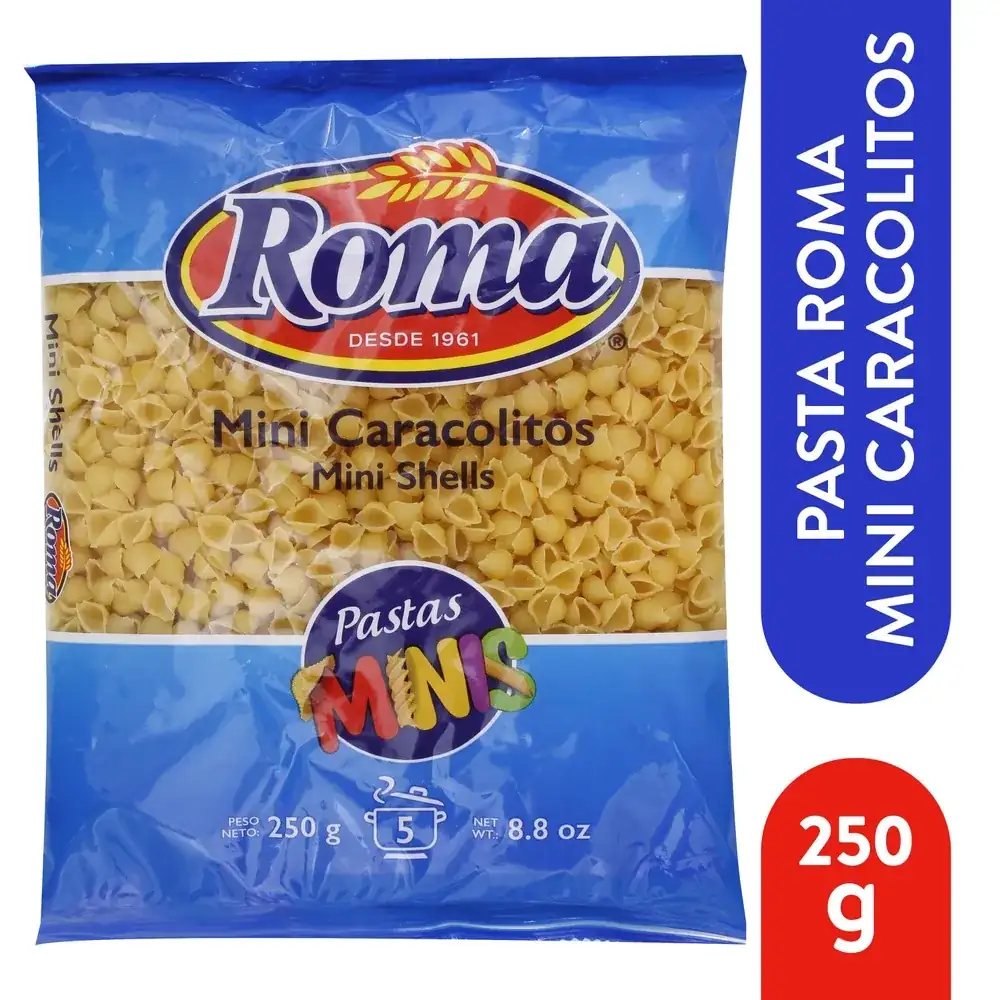 Roma
DESDE 1961
®
Mini Caracolitos
Mini Shells
Mini Shells
Roma
Pastas
MINIS
PESO NETO: 250 g
5
NET WT.: 8.8 oz
PASTA ROMA
MINI CARACOLITOS
250
g